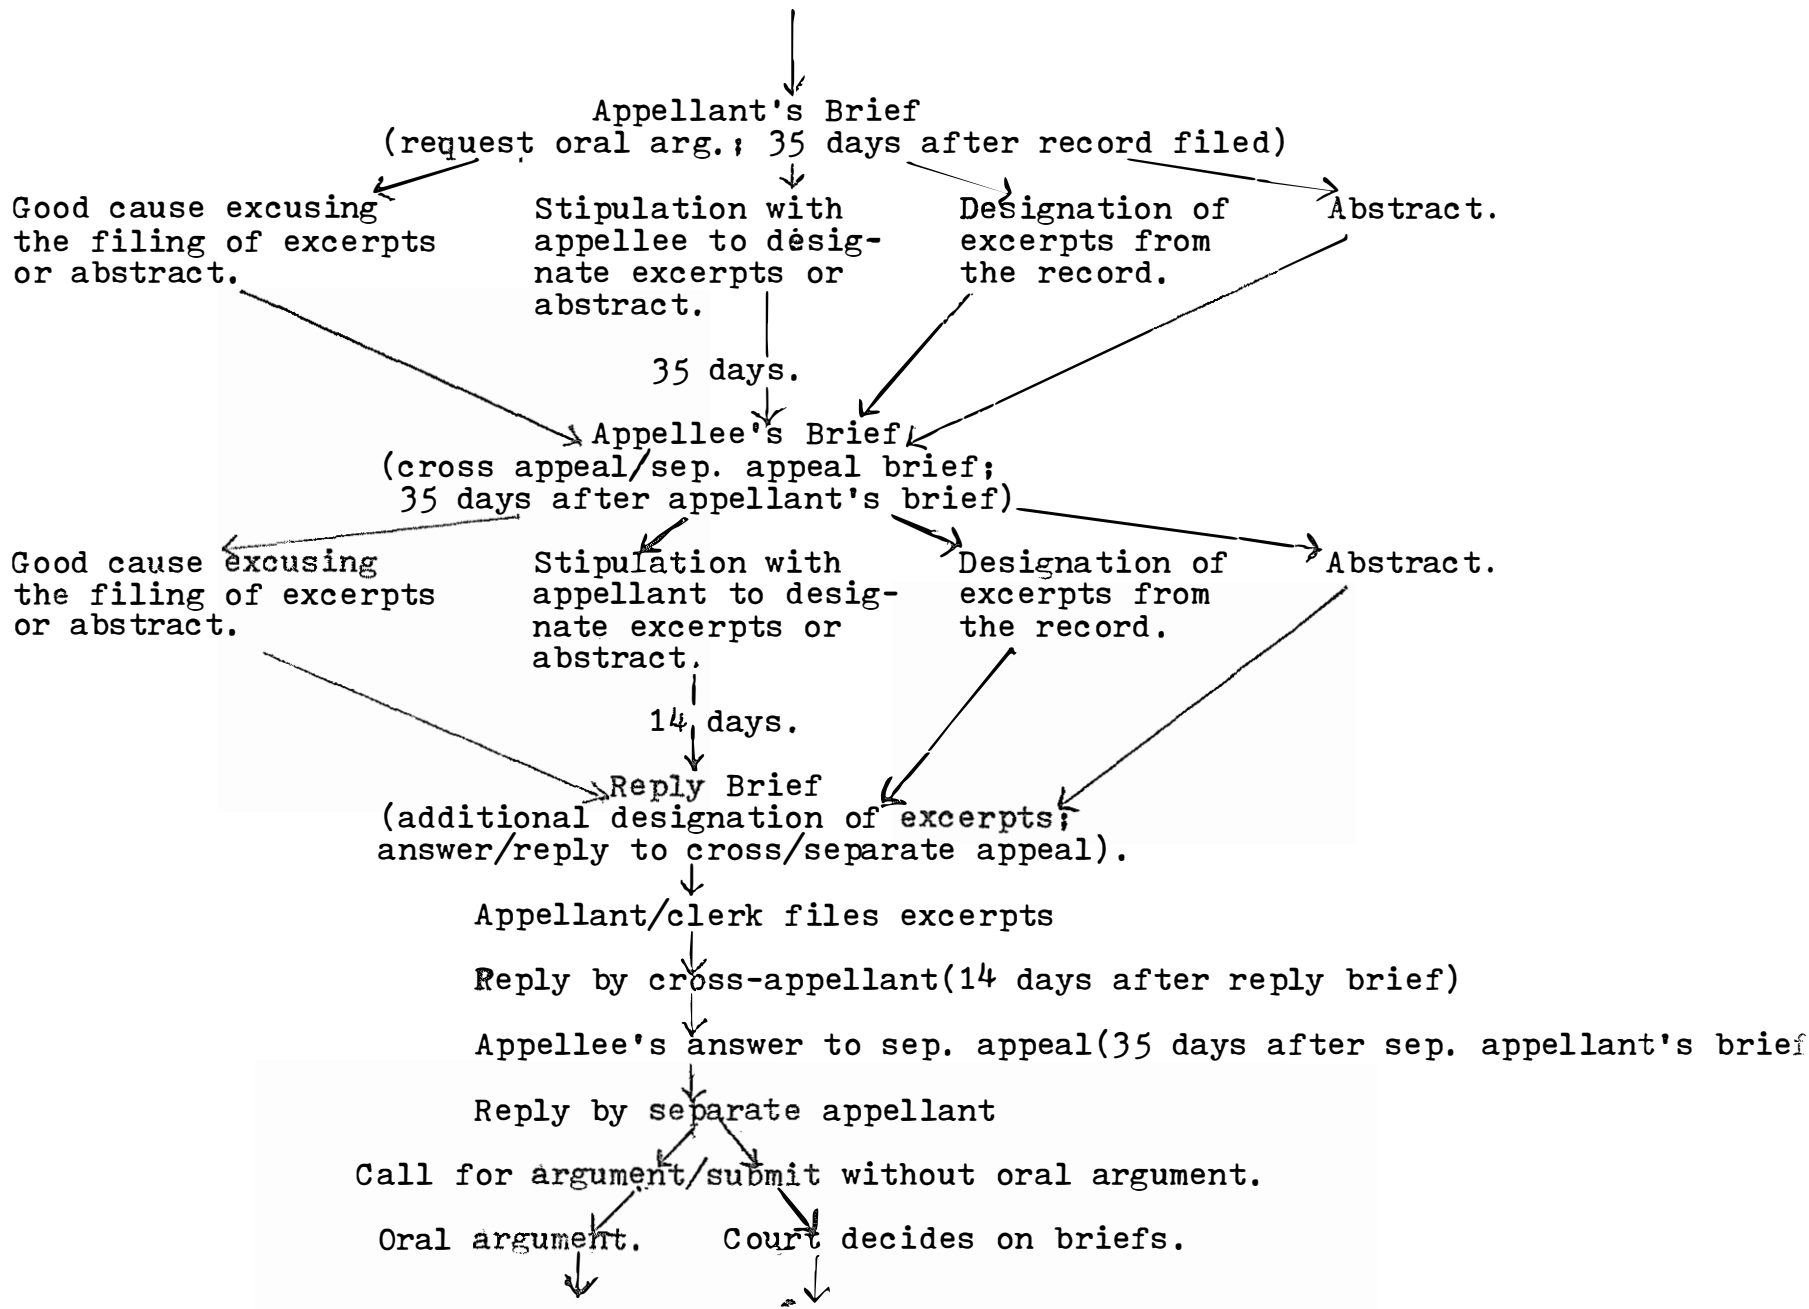 Appellant's Brief
(request oral arg.; 35 days after record filed)
Good cause excusing
the filing of excerpts
or abstract.
Stipulation with
appellee to desig-
nate excerpts or
abstract.
Designation of
excerpts from
the record.
Abstract.
35 days.
Appellee's Brief
(cross appeal/sep. appeal brief;
35 days after appellant's brief)
Good cause excusing
the filing of excerpts
or abstract.
Stipulation with
appellant to desig-
nate excerpts or
abstract.
Designation of
excerpts from
the record.
Abstract.
14 days.
Reply Brief
(additional designation of excerpts;
answer/reply to cross/separate appeal).
Appellant/clerk files excerpts
Reply by cross-appellant(14 days after reply brief)
Appellee's answer to sep. appeal(35 days after sep. appellant's brief
Reply by separate appellant
Call for argument/submit without oral argument.
Oral argument.
Court decides on briefs.